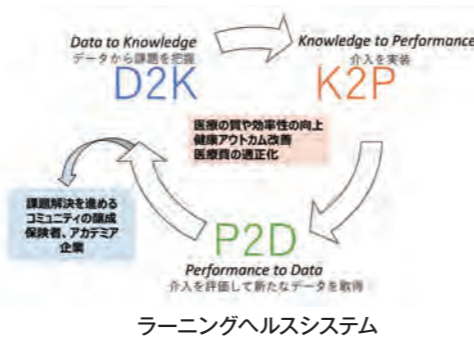 Data to Knowledge
データから課題を把握
D2K
Knowledge to Performance
介入を実装
K2P
医療の質や効率性の向上
健康アウトカム改善
医療費の適正化
課題解決を進める
コミュニティの醸成
保険者、アカデミア
企業
P2D
Performance to Data
介入を評価して新たなデータを取得
ラーニングヘルスシステム